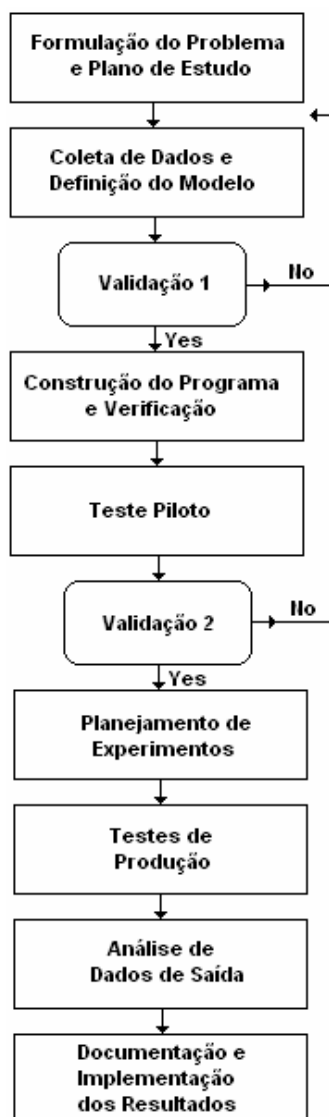 Formulação do Problema
e Plano de Estudo
Coleta de Dados e
Definição do Modelo
Validação 1
No
Yes
Construção do Programa
e Verificação
Teste Piloto
Validação 2
No
Yes
Planejamento de
Experimentos
Testes de
Produção
Análise de
Dados de Saída
Documentação e
Implementação
dos Resultados